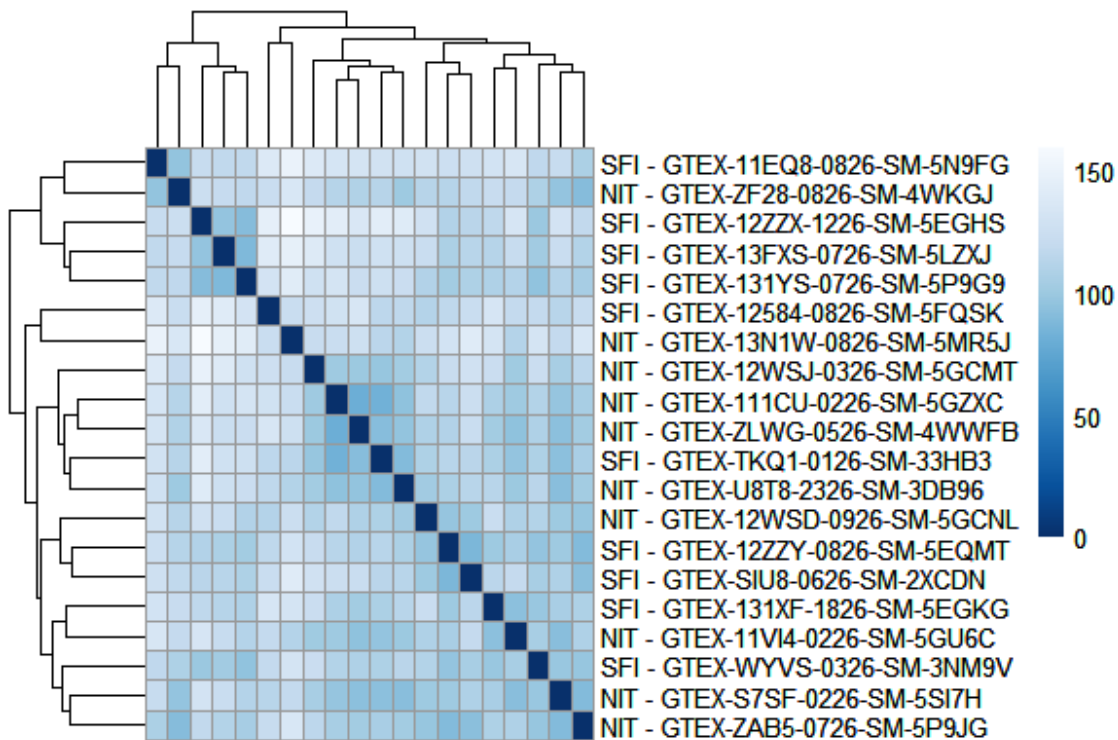 SFI - GTEX-11EQ8-0826-SM-5N9FG
NIT - GTEX-ZF28-0826-SM-4WKGJ
SFI - GTEX-12ZZX-1226-SM-5EGHS
SFI - GTEX-13FXS-0726-SM-5LZXJ
SFI - GTEX-131YS-0726-SM-5P9G9
SFI - GTEX-12584-0826-SM-5FQSK
NIT - GTEX-13N1W-0826-SM-5MR5J
NIT - GTEX-12WSJ-0326-SM-5GCMT
NIT - GTEX-111CU-0226-SM-5GZXC
NIT - GTEX-ZLWG-0526-SM-4WWFB
SFI - GTEX-TKQ1-0126-SM-33HB3
NIT - GTEX-U8T8-2326-SM-3DB96
NIT - GTEX-12WSD-0926-SM-5GCNL
SFI - GTEX-12ZZY-0826-SM-5EQMT
SFI - GTEX-SIU8-0626-SM-2XCDN
SFI - GTEX-131XF-1826-SM-5EGKG
NIT - GTEX-11VI4-0226-SM-5GU6C
SFI - GTEX-WYVS-0326-SM-3NM9V
NIT - GTEX-S7SF-0226-SM-5SI7H
NIT - GTEX-ZAB5-0726-SM-5P9JG
150
100
50
0